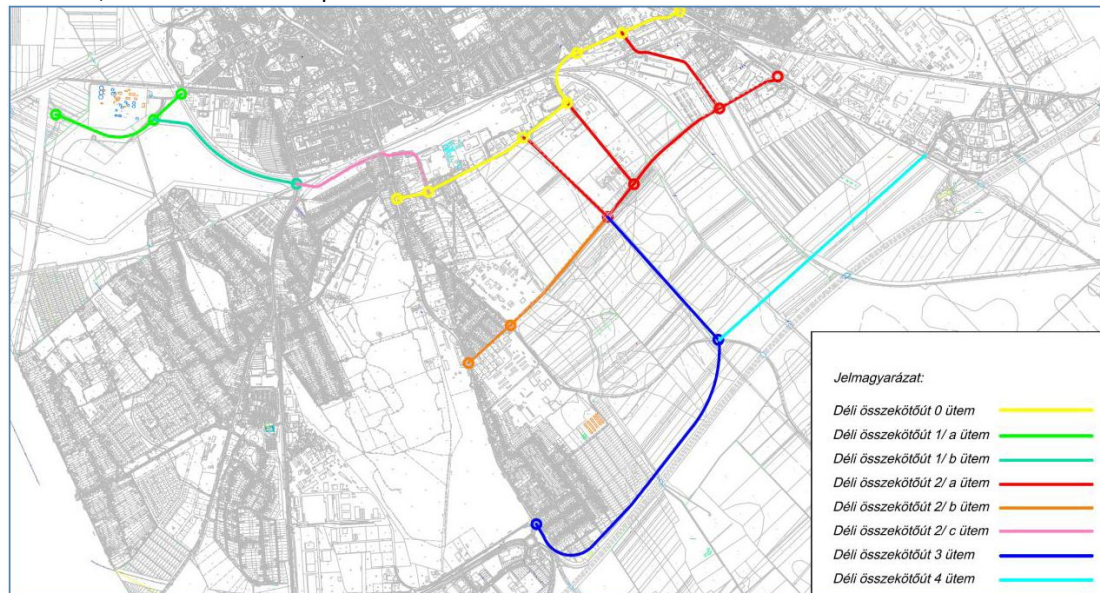 Jelmagyarázat:
Déli összekötőút 0 ütem
Déli összekötőút 1/ a ütem
Déli összekötőút 1/ b ütem
Déli összekötőút 2/ a ütem
Déli összekötőút 2/ b ütem
Déli összekötőút 2/ c ütem
Déli összekötőút 3 ütem
Déli összekötőút 4 ütem